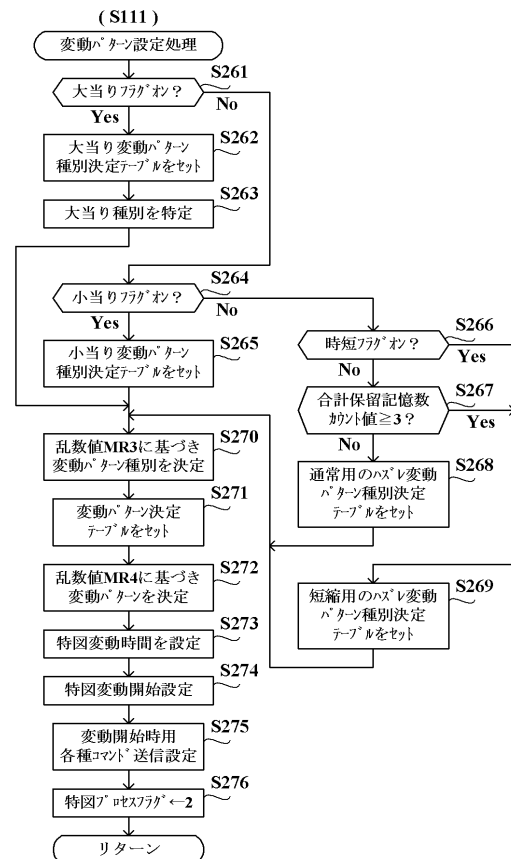 (S111)
変動ﾊﾟﾀｰﾝ設定処理
S261
大当りﾌﾗｸﾞｵﾝ？
Yes
No
S262
大当り変動ﾊﾟﾀｰﾝ
種別決定ﾃｰﾌﾞﾙをｾｯﾄ
S263
大当り種別を特定
S264
小当りﾌﾗｸﾞｵﾝ？
Yes
No
S265
小当り変動ﾊﾟﾀｰﾝ
種別決定ﾃｰﾌﾞﾙをｾｯﾄ
S266
時短ﾌﾗｸﾞｵﾝ？
No
Yes
S267
合計保留記憶数
ｶｳﾝﾄ値≧3？
No
Yes
S268
通常用のﾊｽﾞﾚ変動
ﾊﾟﾀｰﾝ種別決定
ﾃｰﾌﾞﾙをｾｯﾄ
S269
短縮用のﾊｽﾞﾚ変動
ﾊﾟﾀｰﾝ種別決定
ﾃｰﾌﾞﾙをｾｯﾄ
S270
乱数値MR3に基づき
変動ﾊﾟﾀｰﾝ種別を決定
S271
変動ﾊﾟﾀｰﾝ決定
ﾃｰﾌﾞﾙをｾｯﾄ
S272
乱数値MR4に基づき
変動ﾊﾟﾀｰﾝを決定
S273
特図変動時間を設定
S274
特図変動開始設定
S275
変動開始時用
各種ｺﾏﾝﾄﾞ送信設定
S276
特図ﾌﾟﾛｾｽﾌﾗｸﾞ←2
ﾘﾀｰﾝ